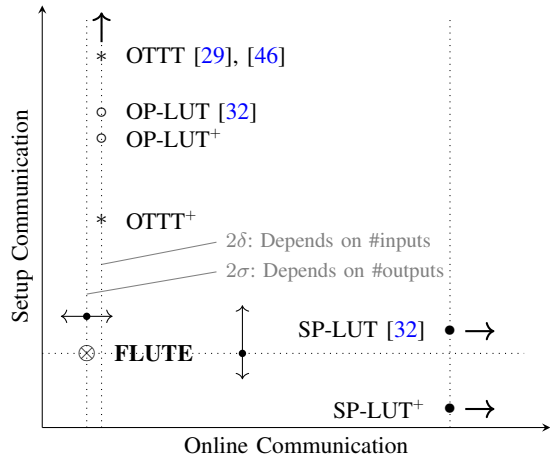 OTTT [29], [46]
OP-LUT [32]
OP-LUT⁺
OTTT⁺
2δ: Depends on #inputs
2σ: Depends on #outputs
SP-LUT [32]
FLUTE
SP-LUT⁺
Setup Communication
Online Communication